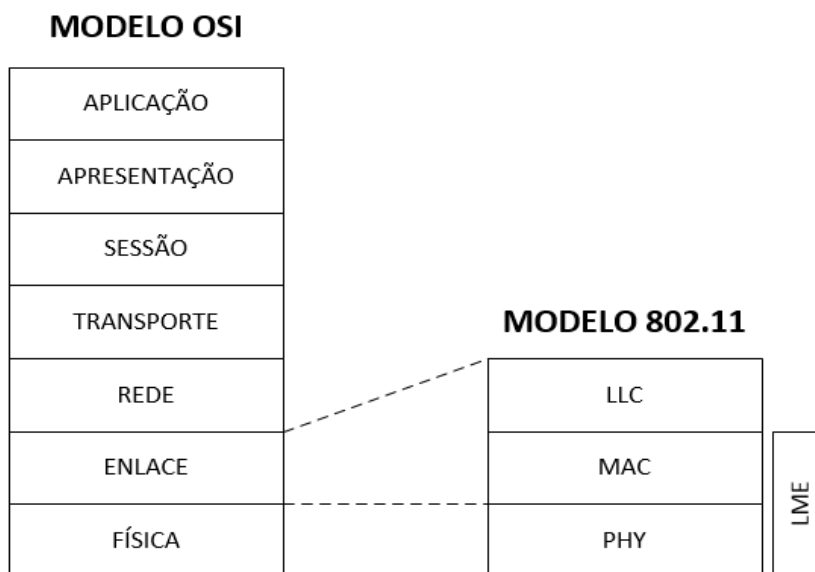 MODELO OSI
APLICAÇÃO
APRESENTAÇÃO
SESSÃO
TRANSPORTE
REDE
ENLACE
FÍSICA
MODELO 802.11
LLC
MAC
PHY
LME